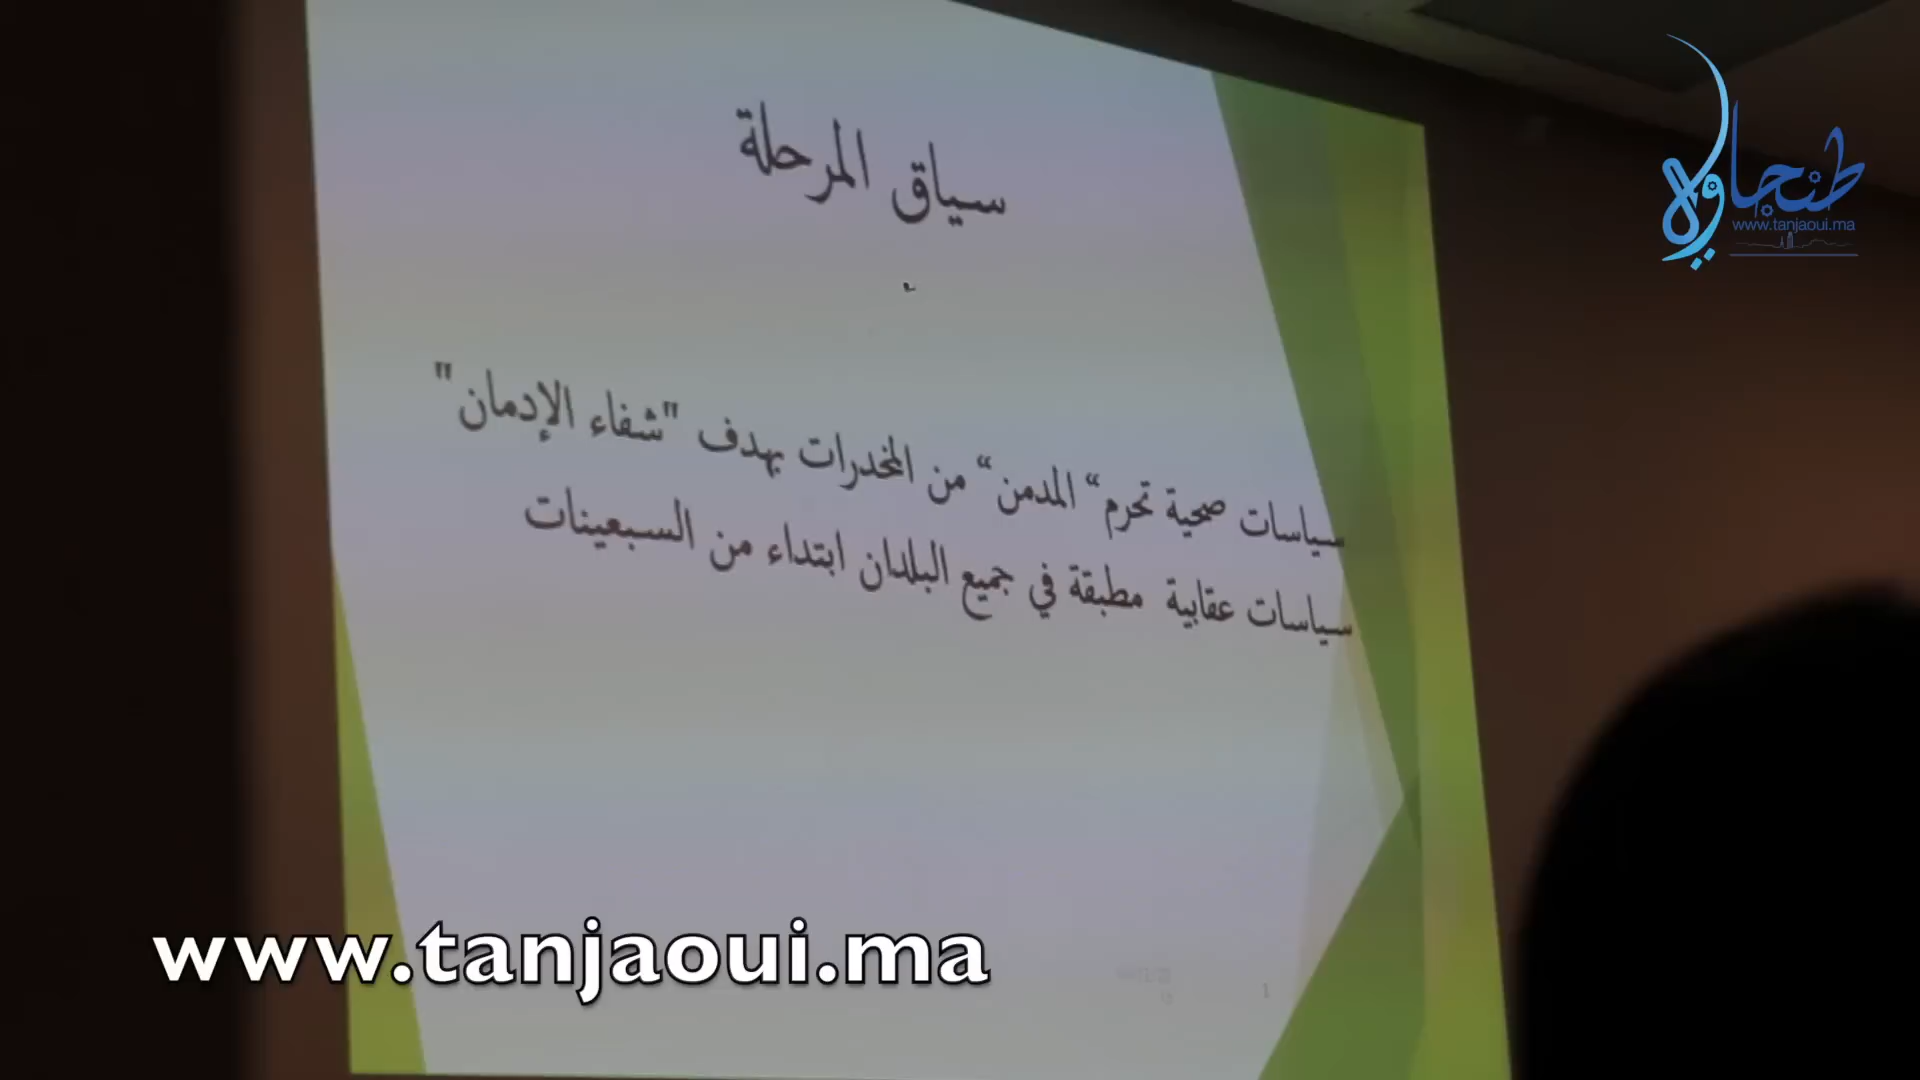 طنجاوي
www.tanjaoui.ma
سياق المرحلة
سياسات صحية تحرم “ المدمن “ من المخدرات بهدف "شفاء الإدمان "
سياسات عقابية مطبقة في جميع البلدان ابتداء من السبعينات
1
www.tanjaoui.ma